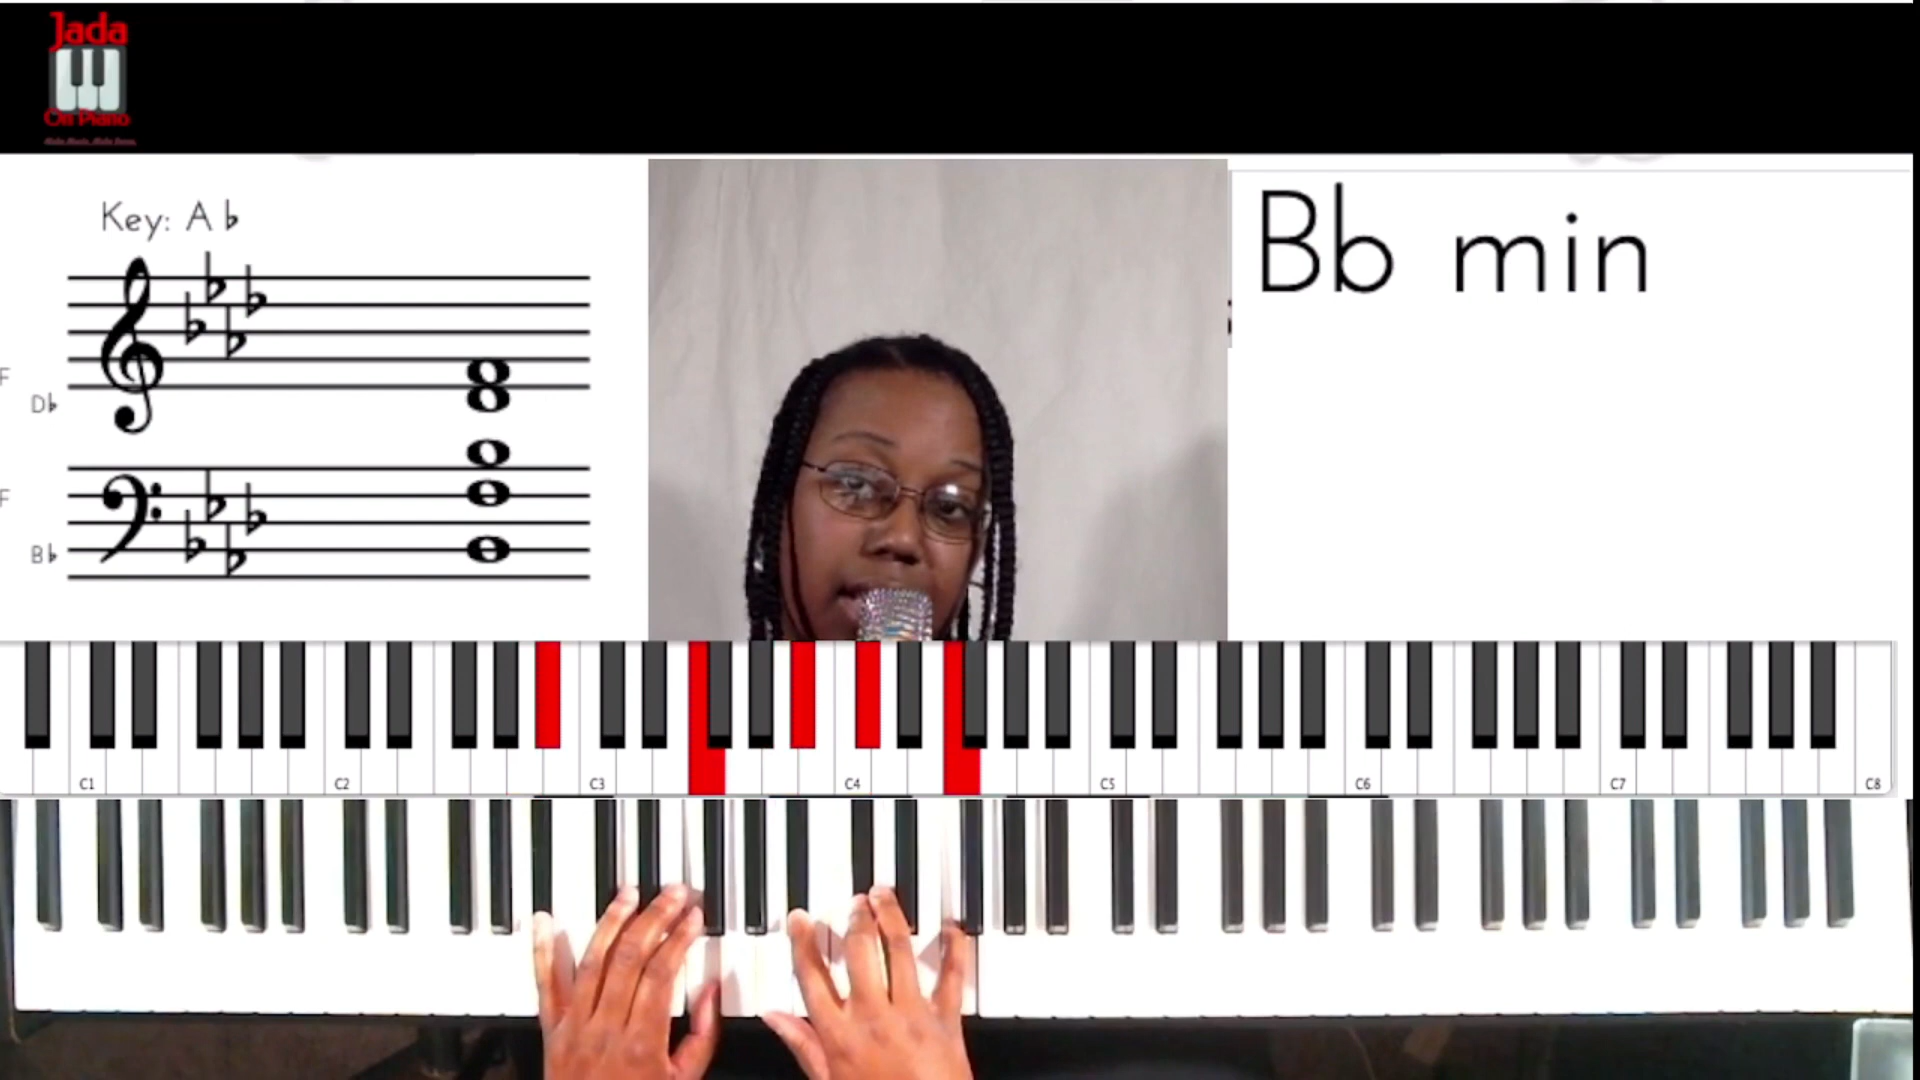 Jada
On Piano
Key: A♭
Bb min
F
D♭
F
B♭
C1 C2 C3 C4 C5 C6 C7 C8